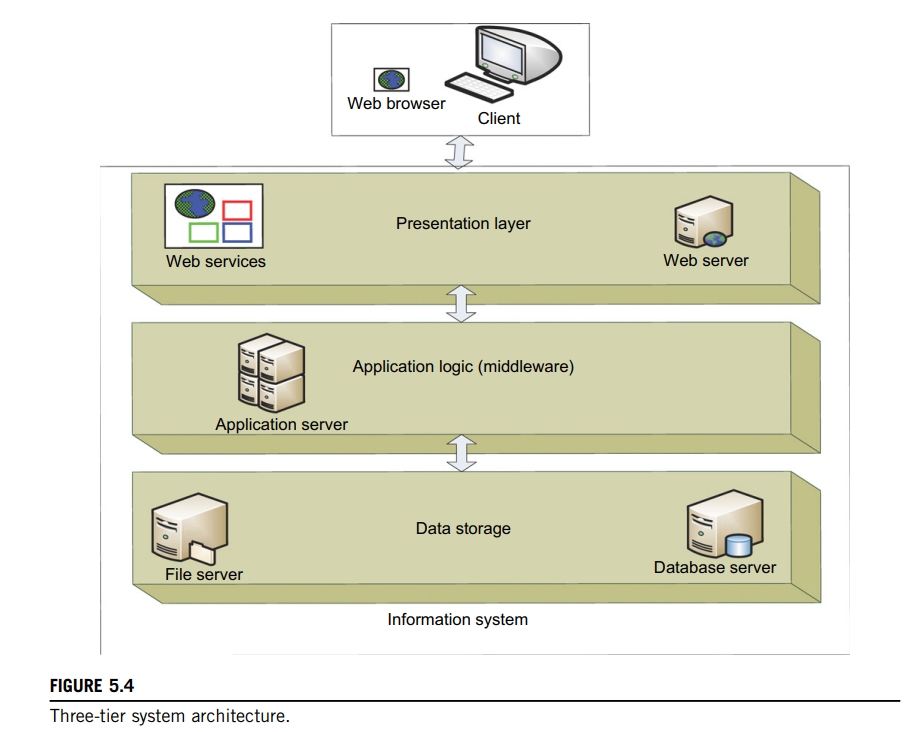 Web browser
Client
Presentation layer
Web services
Web server
Application logic (middleware)
Application server
Data storage
File server
Database server
Information system
FIGURE 5.4
Three-tier system architecture.